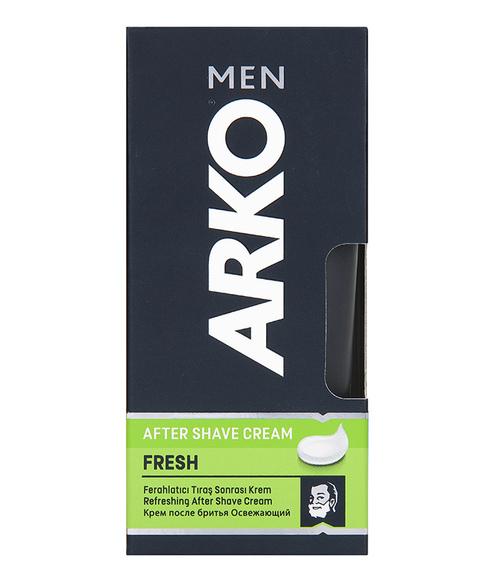 MEN
ARKO
AFTER SHAVE CREAM
FRESH
Ferahlatıcı Tıraş Sonrası Krem
Refreshing After Shave Cream
Крем после бритья Освежающий